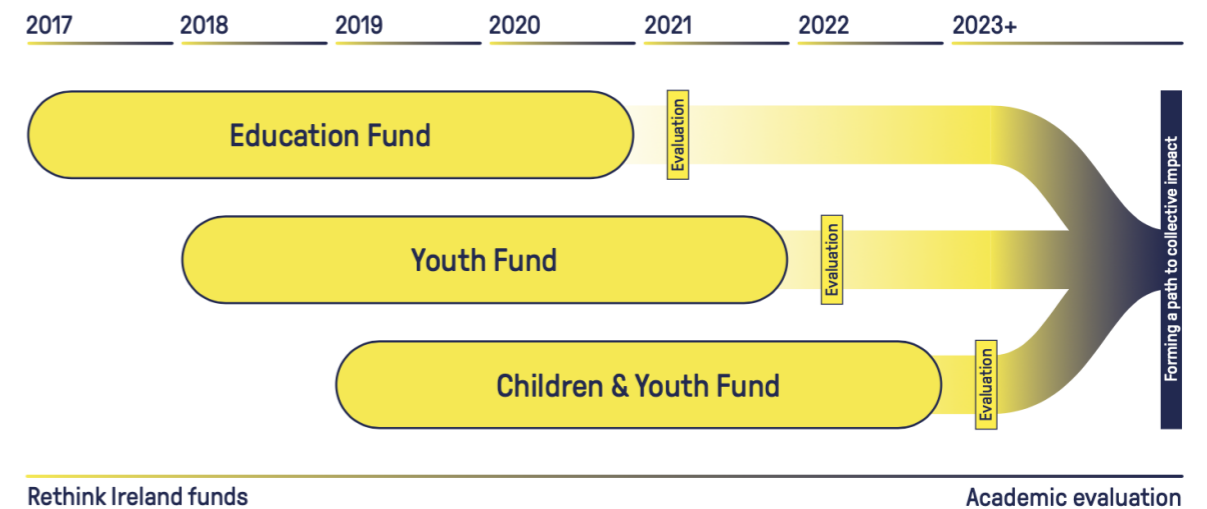 2017 2018 2019 2020 2021 2022 2023+
Education Fund
Evaluation
Youth Fund
Evaluation
Children & Youth Fund
Evaluation
Forming a path to collective impact
Rethink Ireland funds
Academic evaluation